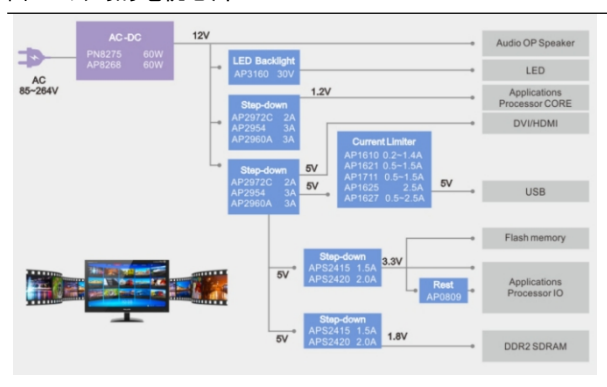 AC-DC
PN8275 60W
AP8268 60W
AC
85~264V
12V
Audio OP Speaker
LED Backlight
AP3160 30V
LED
Step-down
AP2972C 2A
AP2954 3A
AP2960A 3A
1.2V
Applications
Processor CORE
DVI/HDMI
Step-down
AP2972C 2A
AP2954 3A
AP2960A 3A
5V
5V
Current Limiter
AP1610 0.2~1.4A
AP1621 0.5~1.5A
AP1711 0.5~1.5A
AP1625 2.5A
AP1627 0.5~2.5A
5V
USB
Flash memory
5V
Step-down
APS2415 1.5A
APS2420 2.0A
3.3V
Rest
AP0809
Applications
Processor IO
5V
Step-down
APS2415 1.5A
APS2420 2.0A
1.8V
DDR2 SDRAM